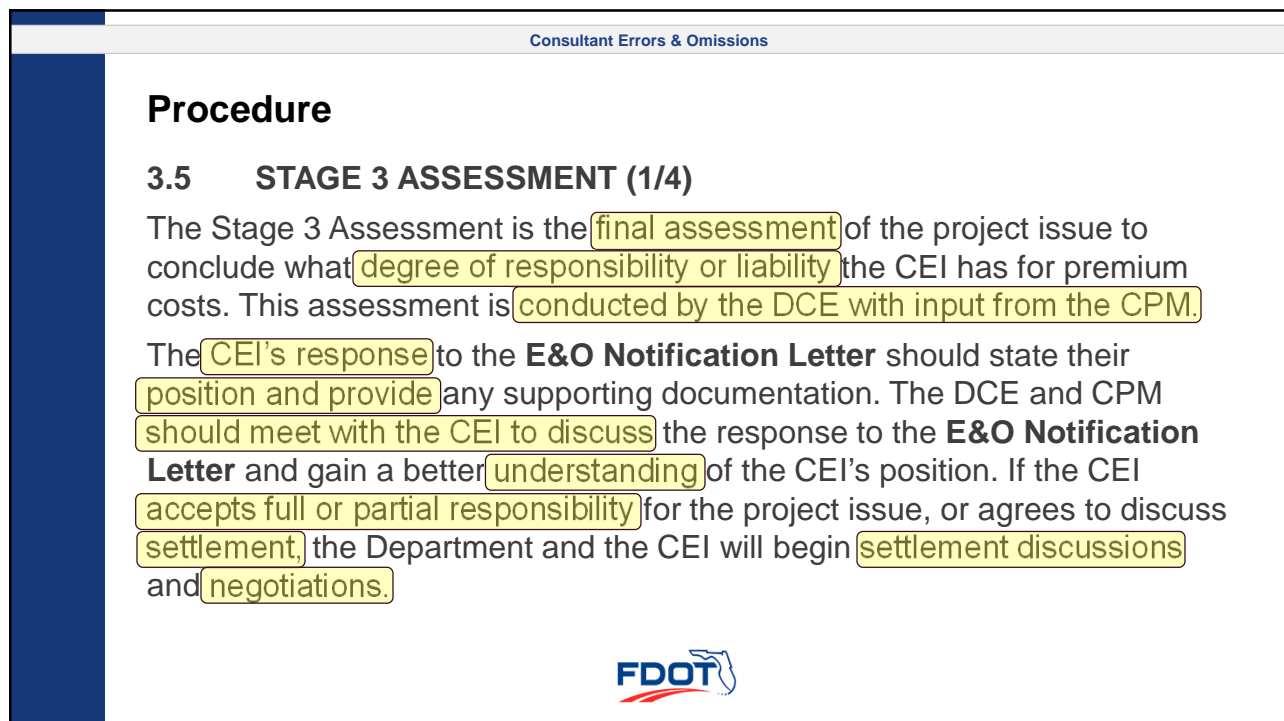 Consultant Errors & Omissions
Procedure
3.5 STAGE 3 ASSESSMENT (1/4)
The Stage 3 Assessment is the final assessment of the project issue to
conclude what degree of responsibility or liability the CEI has for premium
costs. This assessment is conducted by the DCE with input from the CPM.
The CEI’s response to the E&O Notification Letter should state their
position and provide any supporting documentation. The DCE and CPM
should meet with the CEI to discuss the response to the E&O Notification
Letter and gain a better understanding of the CEI’s position. If the CEI
accepts full or partial responsibility for the project issue, or agrees to discuss
settlement, the Department and the CEI will begin settlement discussions
and negotiations.
FDOT